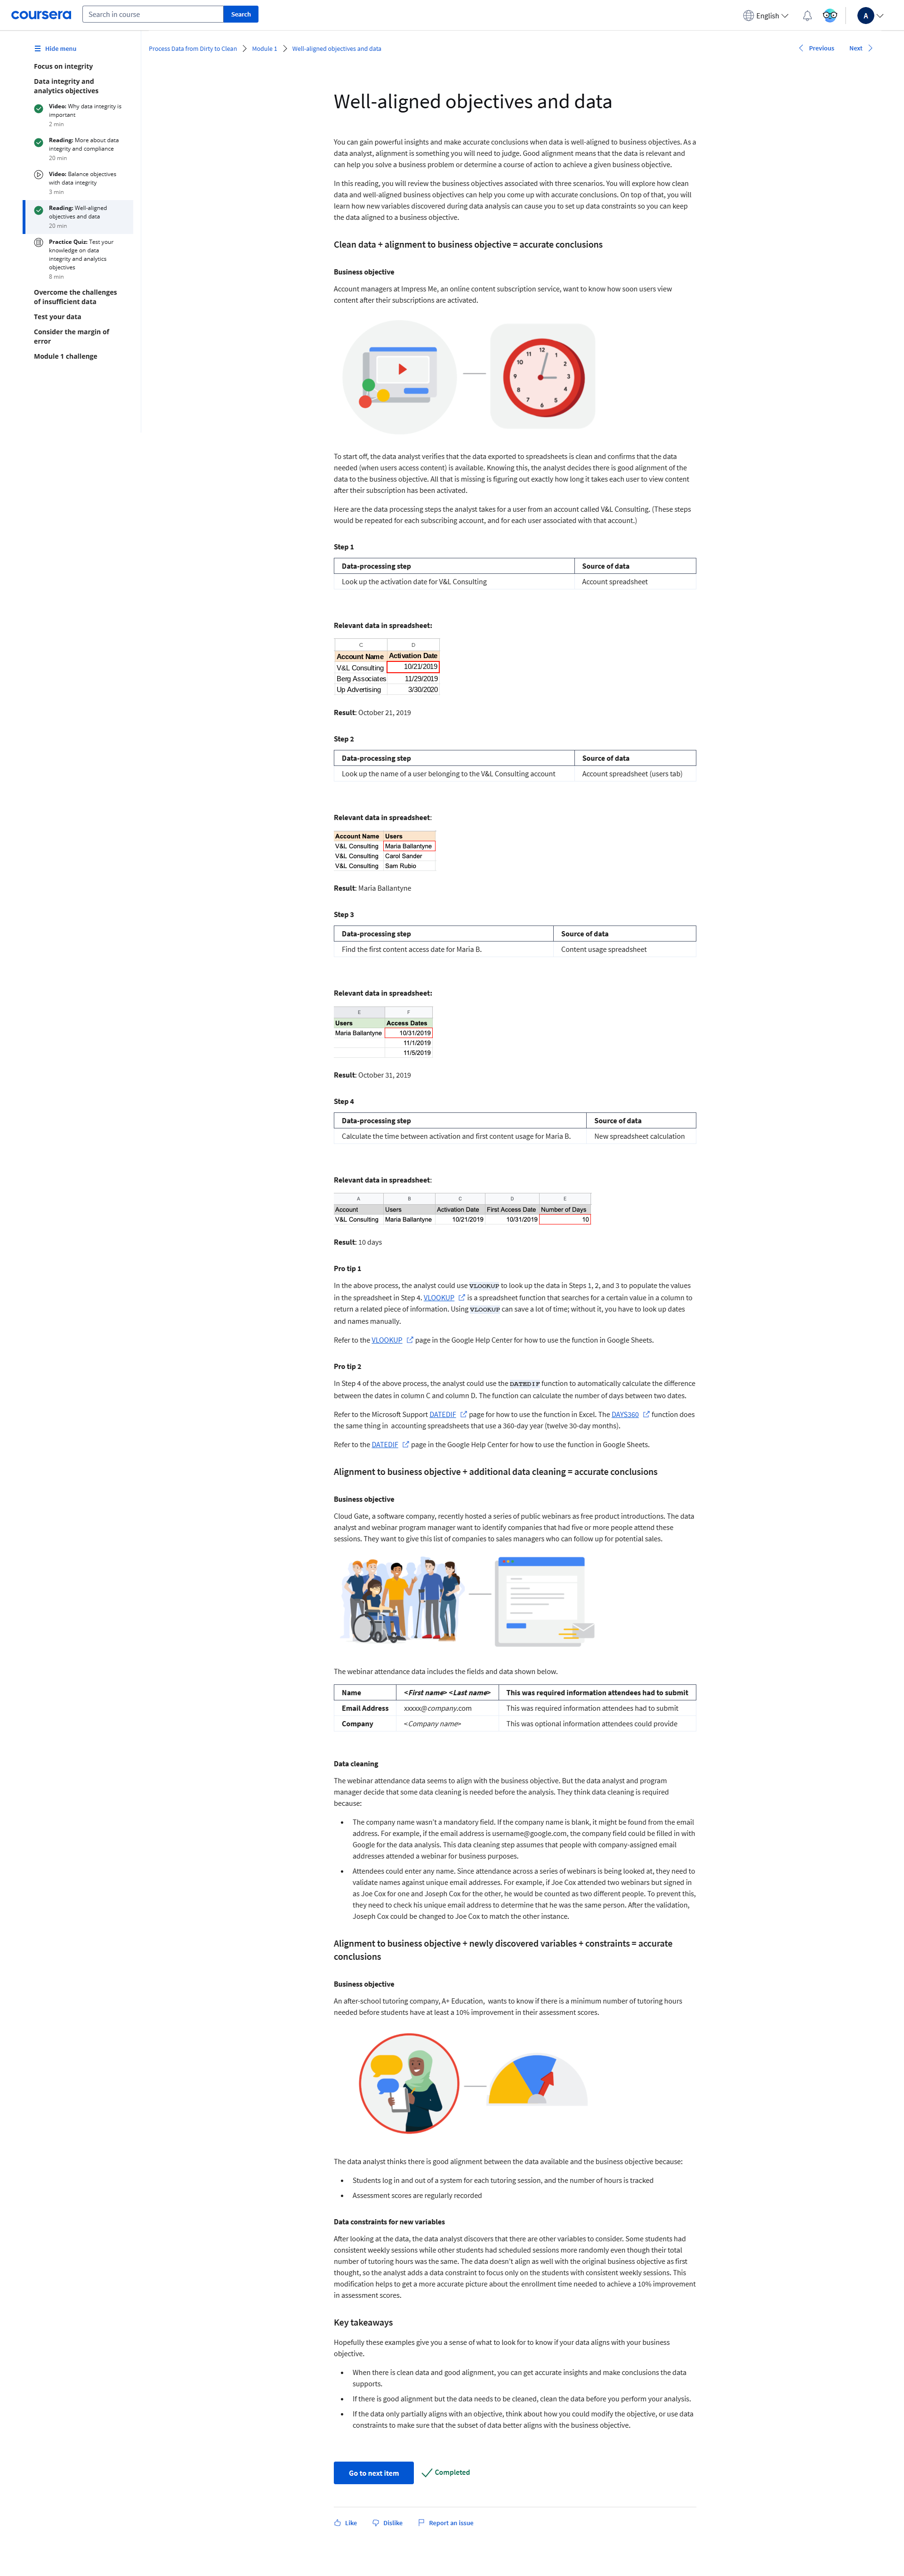 coursera
Search in course
Search
English
A
Hide menu
Process Data from Dirty to Clean
Module 1
Well-aligned objectives and data
Previous
Next
Focus on integrity
Data integrity and
analytics objectives
Video: Why data integrity is
important
2 min
Reading: More about data
integrity and compliance
20 min
Video: Balance objectives
with data integrity
3 min
Reading: Well-aligned
objectives and data
20 min
Practice Quiz: Test your
knowledge on data
integrity and analytics
objectives
8 min
Overcome the challenges
of insufficient data
Test your data
Consider the margin of
error
Module 1 challenge
Well-aligned objectives and data
You can gain powerful insights and make accurate conclusions when data is well-aligned to business objectives. As a
data analyst, alignment is something you will need to judge. Good alignment means that the data is relevant and
can help you solve a business problem or determine a course of action to achieve a given business objective.
In this reading, you will review the business objectives associated with three scenarios. You will explore how clean
data and well-aligned business objectives can help you come up with accurate conclusions. On top of that, you will
learn how new variables discovered during data analysis can cause you to set up data constraints so you can keep
the data aligned to a business objective.
Clean data + alignment to business objective = accurate conclusions
Business objective
Account managers at Impress Me, an online content subscription service, want to know how soon users view
content after their subscriptions are activated.
12
11 1
10 2
9 3
8 4
7 5
6
To start off, the data analyst verifies that the data exported to spreadsheets is clean and confirms that the data
needed (when users access content) is available. Knowing this, the analyst decides there is good alignment of the
data to the business objective. All that is missing is figuring out exactly how long it takes each user to view content
after their subscription has been activated.
Here are the data processing steps the analyst takes for a user from an account called V&L Consulting. (These steps
would be repeated for each subscribing account, and for each user associated with that account.)
Step 1
Data-processing step Source of data
Look up the activation date for V&L Consulting Account spreadsheet
Relevant data in spreadsheet:
C D
Account Name Activation Date
V&L Consulting 10/21/2019
Berg Associates 11/29/2019
Up Advertising 3/30/2020
Result: October 21, 2019
Step 2
Data-processing step Source of data
Look up the name of a user belonging to the V&L Consulting account Account spreadsheet (users tab)
Relevant data in spreadsheet:
Account Name Users
V&L Consulting Maria Ballantyne
V&L Consulting Carol Sander
V&L Consulting Sam Rubio
Result: Maria Ballantyne
Step 3
Data-processing step Source of data
Find the first content access date for Maria B. Content usage spreadsheet
Relevant data in spreadsheet:
E F
Users Access Dates
Maria Ballantyne 10/31/2019
11/1/2019
11/5/2019
Result: October 31, 2019
Step 4
Data-processing step Source of data
Calculate the time between activation and first content usage for Maria B. New spreadsheet calculation
Relevant data in spreadsheet:
A B C D E
Account Users Activation Date First Access Date Number of Days
V&L Consulting Maria Ballantyne 10/21/2019 10/31/2019 10
Result: 10 days
Pro tip 1
In the above process, the analyst could use VLOOKUP to look up the data in Steps 1, 2, and 3 to populate the values
in the spreadsheet in Step 4. VLOOKUP is a spreadsheet function that searches for a certain value in a column to
return a related piece of information. Using VLOOKUP can save a lot of time; without it, you have to look up dates
and names manually.
Refer to the VLOOKUP page in the Google Help Center for how to use the function in Google Sheets.
Pro tip 2
In Step 4 of the above process, the analyst could use the DATEDIF function to automatically calculate the difference
between the dates in column C and column D. The function can calculate the number of days between two dates.
Refer to the Microsoft Support DATEDIF page for how to use the function in Excel. The DAYS360 function does
the same thing in accounting spreadsheets that use a 360-day year (twelve 30-day months).
Refer to the DATEDIF page in the Google Help Center for how to use the function in Google Sheets.
Alignment to business objective + additional data cleaning = accurate conclusions
Business objective
Cloud Gate, a software company, recently hosted a series of public webinars as free product introductions. The data
analyst and webinar program manager want to identify companies that had five or more people attend these
sessions. They want to give this list of companies to sales managers who can follow up for potential sales.
The webinar attendance data includes the fields and data shown below.
Name <First name> <Last name> This was required information attendees had to submit
Email Address xxxxx@company.com This was required information attendees had to submit
Company <Company name> This was optional information attendees could provide
Data cleaning
The webinar attendance data seems to align with the business objective. But the data analyst and program
manager decide that some data cleaning is needed before the analysis. They think data cleaning is required
because:
• The company name wasn't a mandatory field. If the company name is blank, it might be found from the email
address. For example, if the email address is username@google.com, the company field could be filled in with
Google for the data analysis. This data cleaning step assumes that people with company-assigned email
addresses attended a webinar for business purposes.
• Attendees could enter any name. Since attendance across a series of webinars is being looked at, they need to
validate names against unique email addresses. For example, if Joe Cox attended two webinars but signed in
as Joe Cox for one and Joseph Cox for the other, he would be counted as two different people. To prevent this,
they need to check his unique email address to determine that he was the same person. After the validation,
Joseph Cox could be changed to Joe Cox to match the other instance.
Alignment to business objective + newly discovered variables + constraints = accurate
conclusions
Business objective
An after-school tutoring company, A+ Education, wants to know if there is a minimum number of tutoring hours
needed before students have at least a 10% improvement in their assessment scores.
The data analyst thinks there is good alignment between the data available and the business objective because:
• Students log in and out of a system for each tutoring session, and the number of hours is tracked
• Assessment scores are regularly recorded
Data constraints for new variables
After looking at the data, the data analyst discovers that there are other variables to consider. Some students had
consistent weekly sessions while other students had scheduled sessions more randomly even though their total
number of tutoring hours was the same. The data doesn't align as well with the original business objective as first
thought, so the analyst adds a data constraint to focus only on the students with consistent weekly sessions. This
modification helps to get a more accurate picture about the enrollment time needed to achieve a 10% improvement
in assessment scores.
Key takeaways
Hopefully these examples give you a sense of what to look for to know if your data aligns with your business
objective.
• When there is clean data and good alignment, you can get accurate insights and make conclusions the data
supports.
• If there is good alignment but the data needs to be cleaned, clean the data before you perform your analysis.
• If the data only partially aligns with an objective, think about how you could modify the objective, or use data
constraints to make sure that the subset of data better aligns with the business objective.
Go to next item
Completed
Like
Dislike
Report an issue